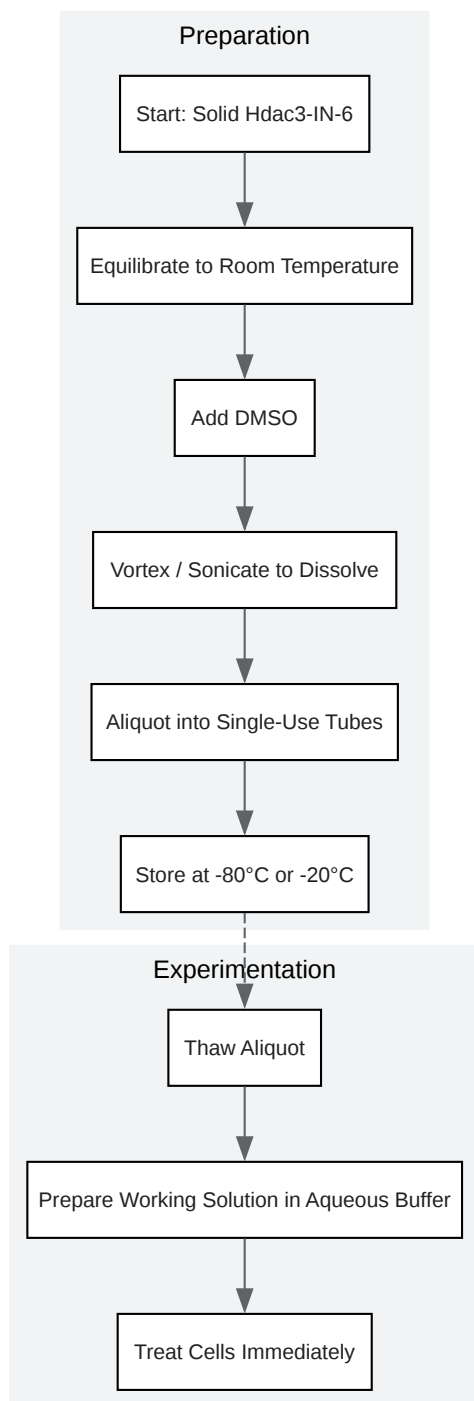 Preparation
Start: Solid Hdac3-IN-6
Equilibrate to Room Temperature
Add DMSO
Vortex / Sonicate to Dissolve
Aliquot into Single-Use Tubes
Store at -80°C or -20°C
Experimentation
Thaw Aliquot
Prepare Working Solution in Aqueous Buffer
Treat Cells Immediately